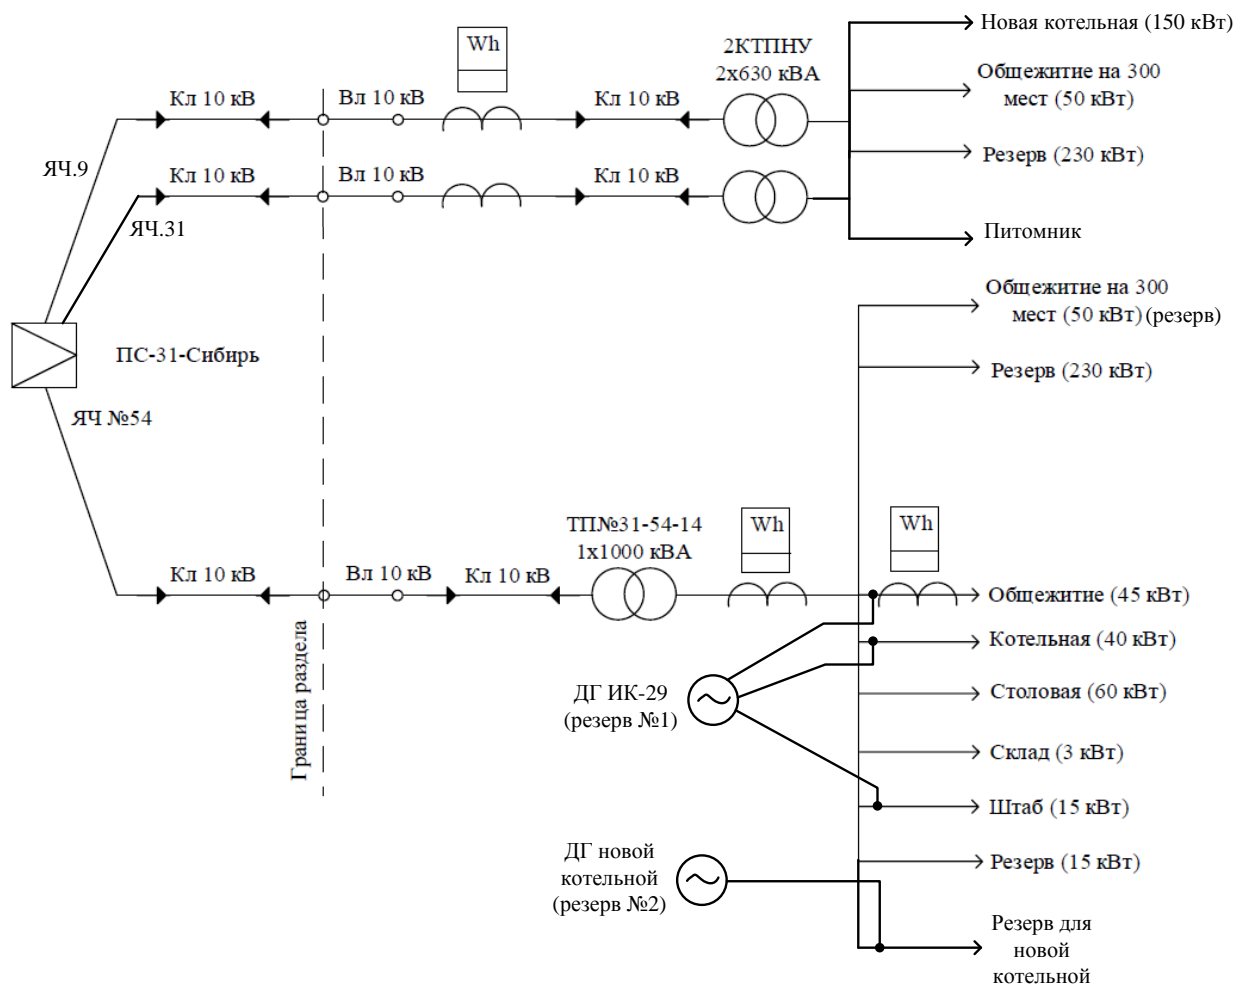 Новая котельная (150 кВт)
Wh
2КТПНУ
2х630 кВА
Общежитие на 300
мест (50 кВт)
Кл 10 кВ
Вл 10 кВ
Кл 10 кВ
Резерв (230 кВт)
ЯЧ.9
Кл 10 кВ
Вл 10 кВ
Кл 10 кВ
ЯЧ.31
Питомник
Общежитие на 300
мест (50 кВт) (резерв)
ПС-31-Сибирь
Резерв (230 кВт)
ЯЧ №54
ТП№31-54-14
1х1000 кВА
Wh
Wh
Кл 10 кВ
Вл 10 кВ
Кл 10 кВ
Общежитие (45 кВт)
Котельная (40 кВт)
Граница раздела
ДГ ИК-29
(резерв №1)
Столовая (60 кВт)
Склад (3 кВт)
Штаб (15 кВт)
ДГ новой
котельной
(резерв №2)
Резерв (15 кВт)
Резерв для
новой
котельной